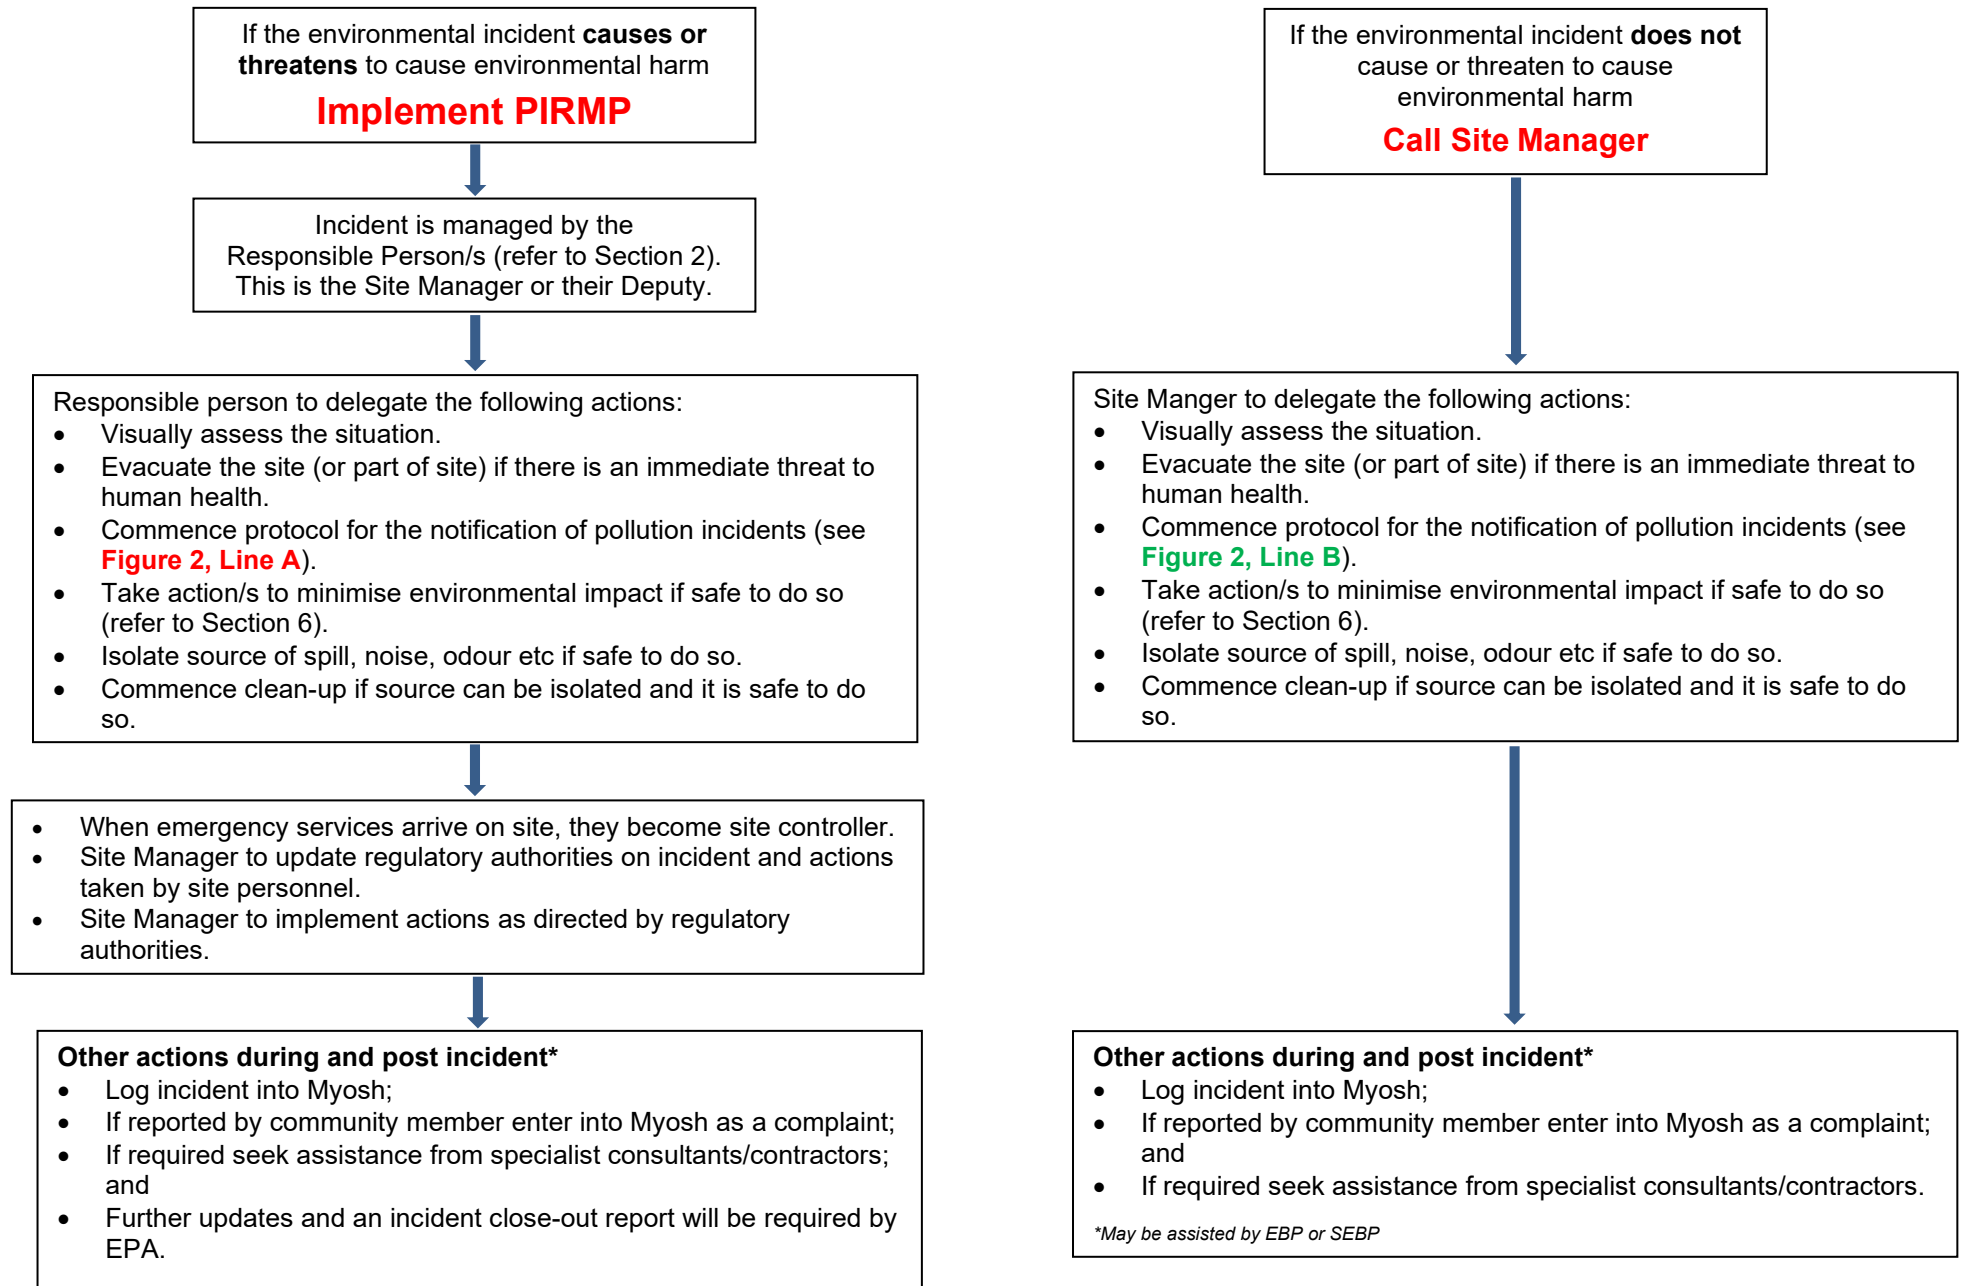 If the environmental incident causes or
threatens to cause environmental harm
Implement PIRMP
Incident is managed by the
Responsible Person/s (refer to Section 2).
This is the Site Manager or their Deputy.
Responsible person to delegate the following actions:
• Visually assess the situation.
• Evacuate the site (or part of site) if there is an immediate threat to
human health.
• Commence protocol for the notification of pollution incidents (see
Figure 2, Line A).
• Take action/s to minimise environmental impact if safe to do so
(refer to Section 6).
• Isolate source of spill, noise, odour etc if safe to do so.
• Commence clean-up if source can be isolated and it is safe to do
so.
• When emergency services arrive on site, they become site controller.
• Site Manager to update regulatory authorities on incident and actions
taken by site personnel.
• Site Manager to implement actions as directed by regulatory
authorities.
Other actions during and post incident*
• Log incident into Myosh;
• If reported by community member enter into Myosh as a complaint;
• If required seek assistance from specialist consultants/contractors;
and
• Further updates and an incident close-out report will be required by
EPA.
If the environmental incident does not
cause or threaten to cause
environmental harm
Call Site Manager
Site Manger to delegate the following actions:
• Visually assess the situation.
• Evacuate the site (or part of site) if there is an immediate threat to
human health.
• Commence protocol for the notification of pollution incidents (see
Figure 2, Line B).
• Take action/s to minimise environmental impact if safe to do so
(refer to Section 6).
• Isolate source of spill, noise, odour etc if safe to do so.
• Commence clean-up if source can be isolated and it is safe to do
so.
Other actions during and post incident*
• Log incident into Myosh;
• If reported by community member enter into Myosh as a complaint;
and
• If required seek assistance from specialist consultants/contractors.
*May be assisted by EBP or SEBP